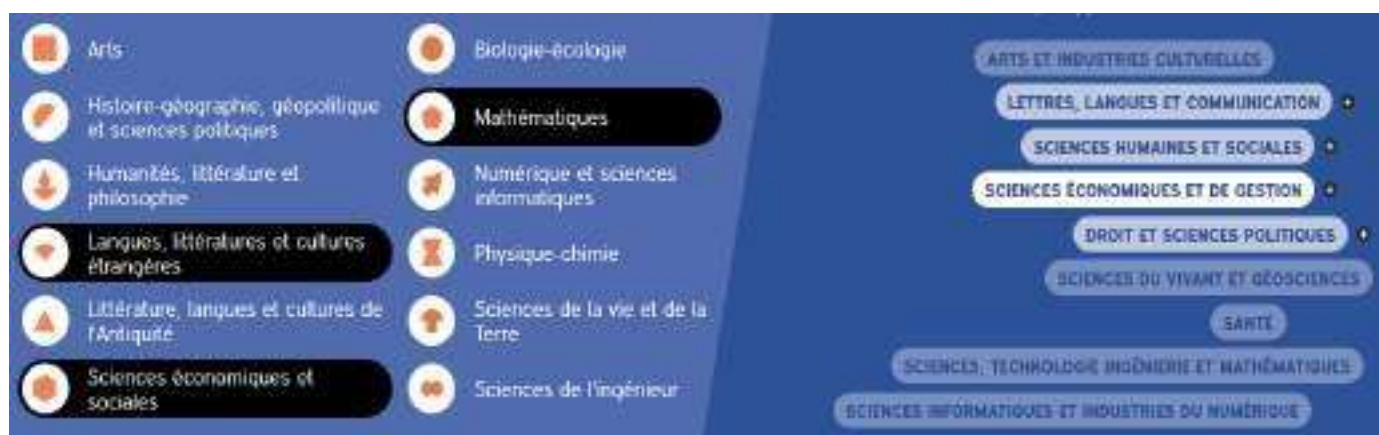 Arts
Histoire-géographie, géopolitique
et sciences politiques
Humanités, littérature et
philosophie
Langues, littératures et cultures
étrangères
Littérature, langues et cultures de
l'Antiquité
Sciences économiques et
sociales
Biologie-écologie
Mathématiques
Numérique et sciences
informatiques
Physique-chimie
Sciences de la vie et de la
Terre
Sciences de l'ingénieur
ARTS ET INDUSTRIES CULTURELLES
LETTRES, LANGUES ET COMMUNICATION
SCIENCES HUMAINES ET SOCIALES
SCIENCES ÉCONOMIQUES ET DE GESTION
DROIT ET SCIENCES POLITIQUES
SCIENCES DU VIVANT ET GÉOSCIENCES
SANTÉ
SCIENCES, TECHNOLOGIE INGÉNIERIE ET MATHÉMATIQUES
SCIENCES INFORMATIQUES ET INDUSTRIES DU NUMÉRIQUE